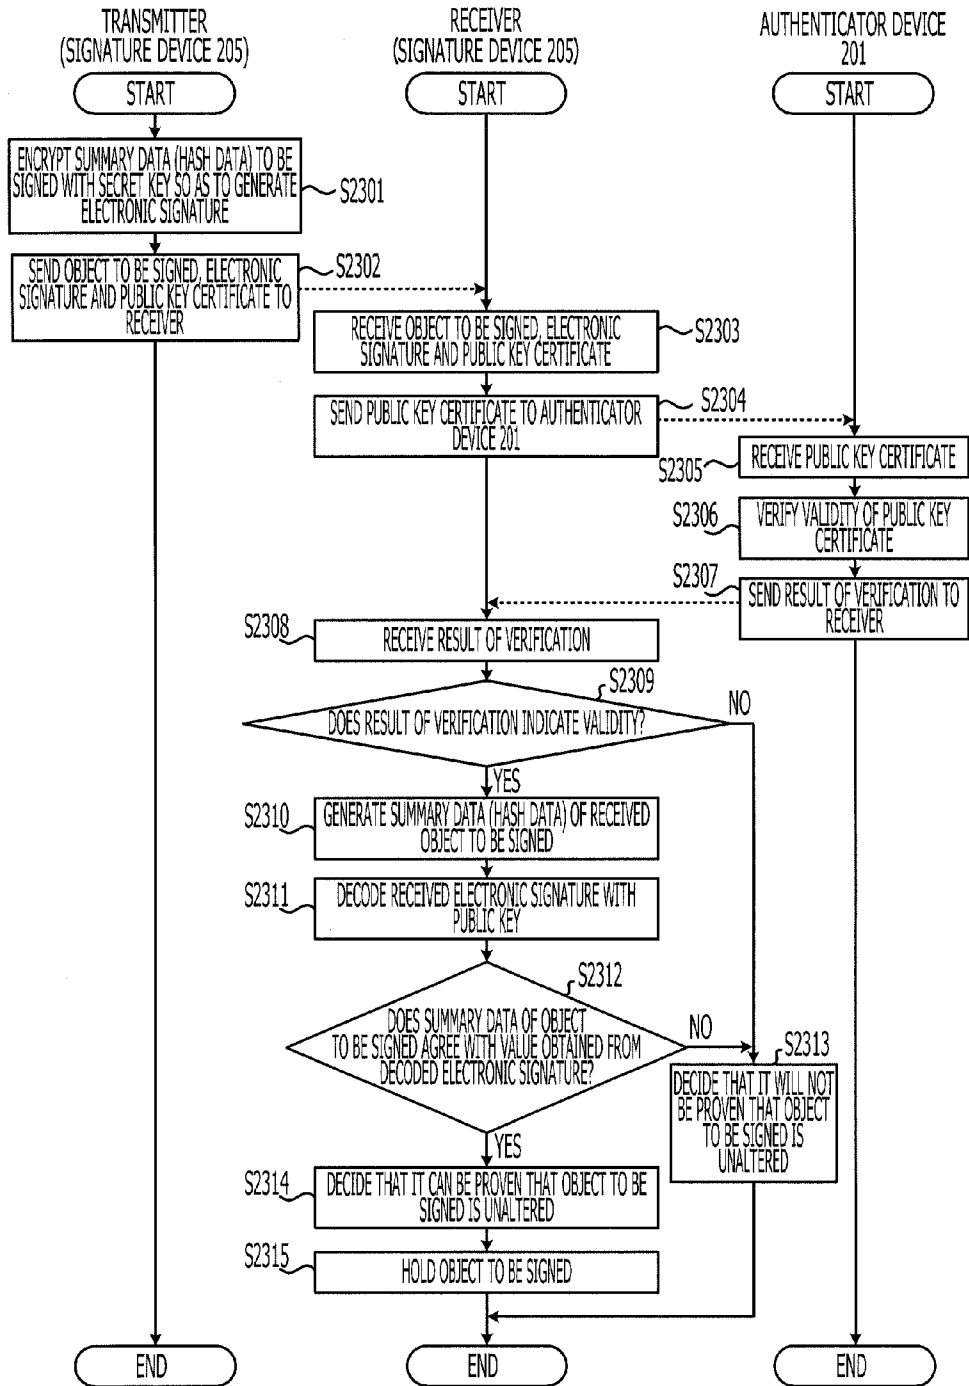 TRANSMITTER
(SIGNATURE DEVICE 205)
RECEIVER
(SIGNATURE DEVICE 205)
AUTHENTICATOR DEVICE
201
START
START
START
ENCRYPT SUMMARY DATA (HASH DATA) TO BE
SIGNED WITH SECRET KEY SO AS TO GENERATE
ELECTRONIC SIGNATURE
S2301
SEND OBJECT TO BE SIGNED, ELECTRONIC
SIGNATURE AND PUBLIC KEY CERTIFICATE TO
RECEIVER
S2302
RECEIVE OBJECT TO BE SIGNED, ELECTRONIC
SIGNATURE AND PUBLIC KEY CERTIFICATE
S2303
SEND PUBLIC KEY CERTIFICATE TO AUTHENTICATOR
DEVICE 201
S2304
RECEIVE PUBLIC KEY CERTIFICATE
S2305
VERIFY VALIDITY OF PUBLIC KEY
CERTIFICATE
S2306
SEND RESULT OF VERIFICATION TO
RECEIVER
S2307
S2308
RECEIVE RESULT OF VERIFICATION
S2309
DOES RESULT OF VERIFICATION INDICATE VALIDITY?
NO
YES
S2310
GENERATE SUMMARY DATA (HASH DATA) OF RECEIVED
OBJECT TO BE SIGNED
S2311
DECODE RECEIVED ELECTRONIC SIGNATURE WITH
PUBLIC KEY
S2312
DOES SUMMARY DATA OF OBJECT
TO BE SIGNED AGREE WITH VALUE OBTAINED FROM
DECODED ELECTRONIC SIGNATURE?
NO
YES
S2313
DECIDE THAT IT WILL NOT
BE PROVEN THAT OBJECT
TO BE SIGNED IS
UNALTERED
S2314
DECIDE THAT IT CAN BE PROVEN THAT OBJECT TO BE
SIGNED IS UNALTERED
S2315
HOLD OBJECT TO BE SIGNED
END
END
END